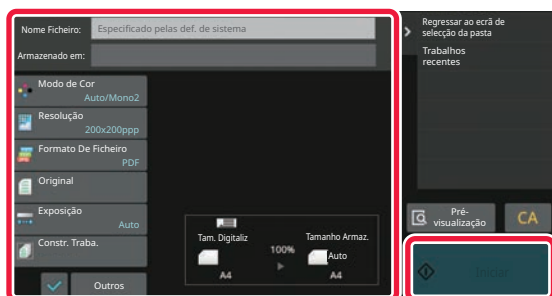 Nome Ficheiro:
Especificado pelas def. de sistema
Armazenado em:
Modo de Cor
Auto/Mono2
Resolução
200x200ppp
Formato De Ficheiro
PDF
Original
Exposição
Auto
Constr. Traba.
Outros
Tam. Digitaliz
100%
Tamanho Armaz.
Auto
A4
A4
Regressar ao ecrã de
selecção da pasta
Trabalhos
recentes
Pré-
visualização
CA
Iniciar